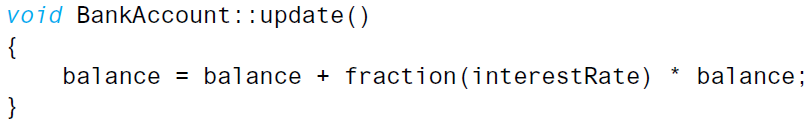 void BankAccount::update()
{
    balance = balance + fraction(interestRate) * balance;
}